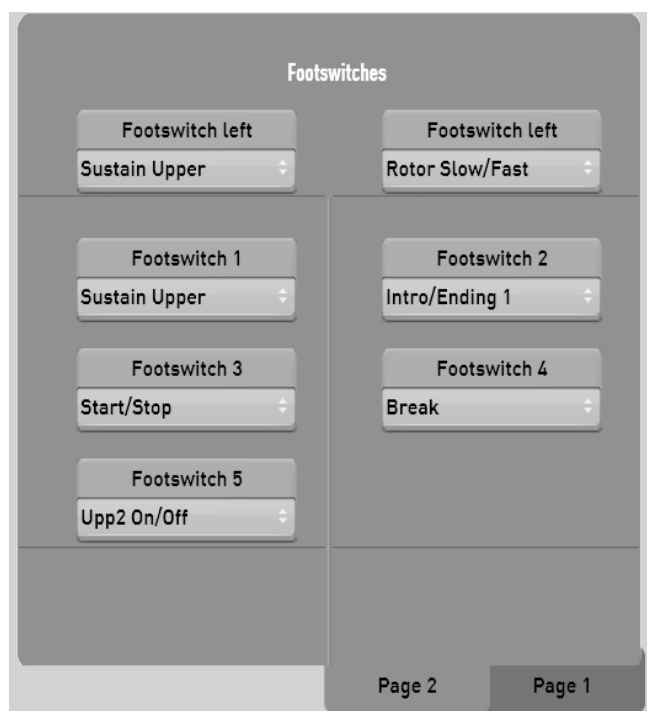 Footswitches
Footswitch left
Footswitch left
Sustain Upper
Rotor Slow/Fast
Footswitch 1
Footswitch 2
Sustain Upper
Intro/Ending 1
Footswitch 3
Footswitch 4
Start/Stop
Break
Footswitch 5
Upp2 On/Off
Page 2
Page 1